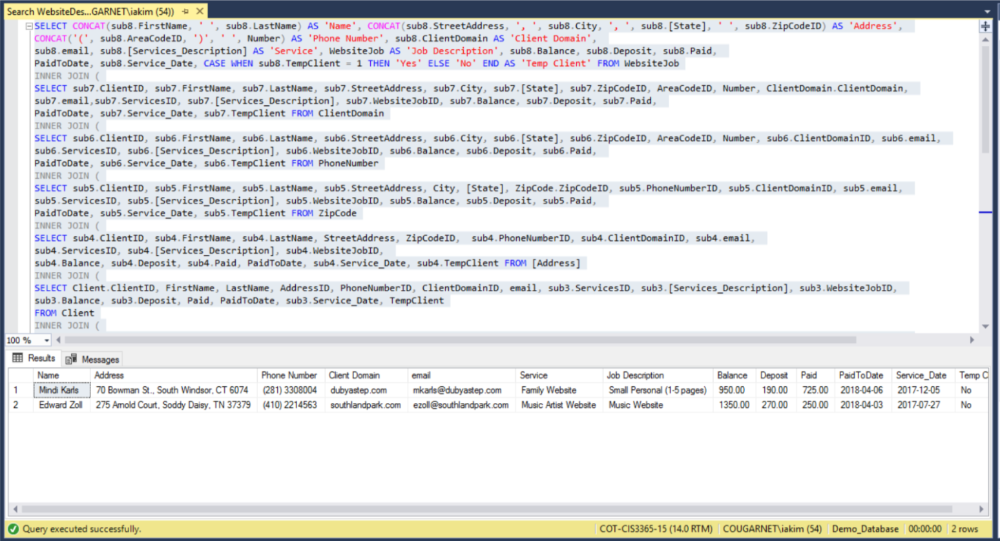 Search WebsiteDes...GARNET\iakim (54))
SELECT CONCAT(sub8.FirstName, ' ', sub8.LastName) AS 'Name', CONCAT(sub8.StreetAddress, ', ', sub8.City, ', ', sub8.[State], ' ', sub8.ZipCodeID) AS 'Address',
CONCAT('(', sub8.AreaCodeID, ')', ' ', Number) AS 'Phone Number', sub8.ClientDomain AS 'Client Domain',
sub8.email, sub8.[Services_Description] AS 'Service', WebsiteJob AS 'Job Description', sub8.Balance, sub8.Deposit, sub8.Paid,
PaidToDate, sub8.Service_Date, CASE WHEN sub8.TempClient = 1 THEN 'Yes' ELSE 'No' END AS 'Temp Client' FROM WebsiteJob
INNER JOIN (
SELECT sub7.ClientID, sub7.FirstName, sub7.LastName, sub7.StreetAddress, sub7.City, sub7.[State], sub7.ZipCodeID, AreaCodeID, Number, ClientDomain.ClientDomain,
sub7.email,sub7.ServicesID, sub7.[Services_Description], sub7.WebsiteJobID, sub7.Balance, sub7.Deposit, sub7.Paid,
PaidToDate, sub7.Service_Date, sub7.TempClient FROM ClientDomain
INNER JOIN (
SELECT sub6.ClientID, sub6.FirstName, sub6.LastName, sub6.StreetAddress, sub6.City, sub6.[State], sub6.ZipCodeID, AreaCodeID, Number, sub6.ClientDomainID, sub6.email,
sub6.ServicesID, sub6.[Services_Description], sub6.WebsiteJobID, sub6.Balance, sub6.Deposit, sub6.Paid,
PaidToDate, sub6.Service_Date, sub6.TempClient FROM PhoneNumber
INNER JOIN (
SELECT sub5.ClientID, sub5.FirstName, sub5.LastName, sub5.StreetAddress, City, [State], ZipCode.ZipCodeID, sub5.PhoneNumberID, sub5.ClientDomainID, sub5.email,
sub5.ServicesID, sub5.[Services_Description], sub5.WebsiteJobID, sub5.Balance, sub5.Deposit, sub5.Paid,
PaidToDate, sub5.Service_Date, sub5.TempClient FROM ZipCode
INNER JOIN (
SELECT sub4.ClientID, sub4.FirstName, sub4.LastName, StreetAddress, ZipCodeID, sub4.PhoneNumberID, sub4.ClientDomainID, sub4.email,
sub4.ServicesID, sub4.[Services_Description], sub4.WebsiteJobID,
sub4.Balance, sub4.Deposit, sub4.Paid, PaidToDate, sub4.Service_Date, sub4.TempClient FROM [Address]
INNER JOIN (
SELECT Client.ClientID, FirstName, LastName, AddressID, PhoneNumberID, ClientDomainID, email, sub3.ServicesID, sub3.[Services_Description], sub3.WebsiteJobID,
sub3.Balance, sub3.Deposit, Paid, PaidToDate, sub3.Service_Date, TempClient
FROM Client
INNER JOIN (
100 %
Results Messages
Name Address Phone Number Client Domain email Service Job Description Balance Deposit Paid PaidToDate Service_Date Temp C
1 Mindi Karls 70 Bowman St., South Windsor, CT 6074 (281) 3308004 dubyastep.com mkarls@dubyastep.com Family Website Small Personal (1-5 pages) 950.00 190.00 725.00 2018-04-06 2017-12-05 No
2 Edward Zoll 275 Arnold Court, Soddy Daisy, TN 37379 (410) 2214563 southlandpark.com ezoll@southlandpark.com Music Artist Website Music Website 1350.00 270.00 250.00 2018-04-03 2017-07-27 No
Query executed successfully. COT-CIS3365-15 (14.0 RTM) COUGARNET\iakim (54) Demo_Database 00:00:00 2 rows